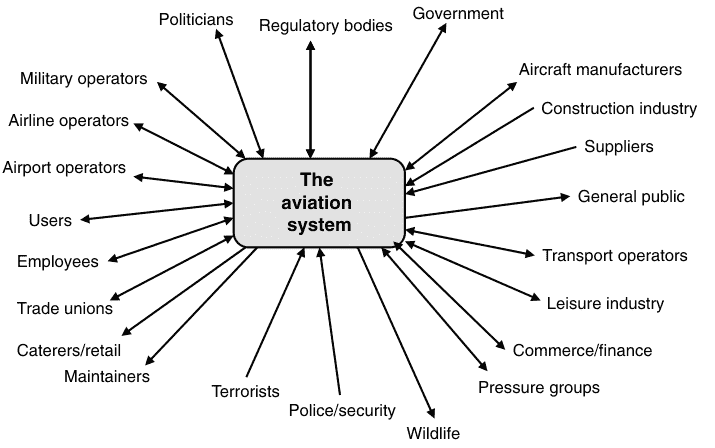 Politicians
Regulatory bodies
Government
Military operators
Aircraft manufacturers
Airline operators
Construction industry
Airport operators
Suppliers
The
aviation
system
Users
General public
Employees
Transport operators
Trade unions
Leisure industry
Caterers/retail
Commerce/finance
Maintainers
Terrorists
Pressure groups
Police/security
Wildlife